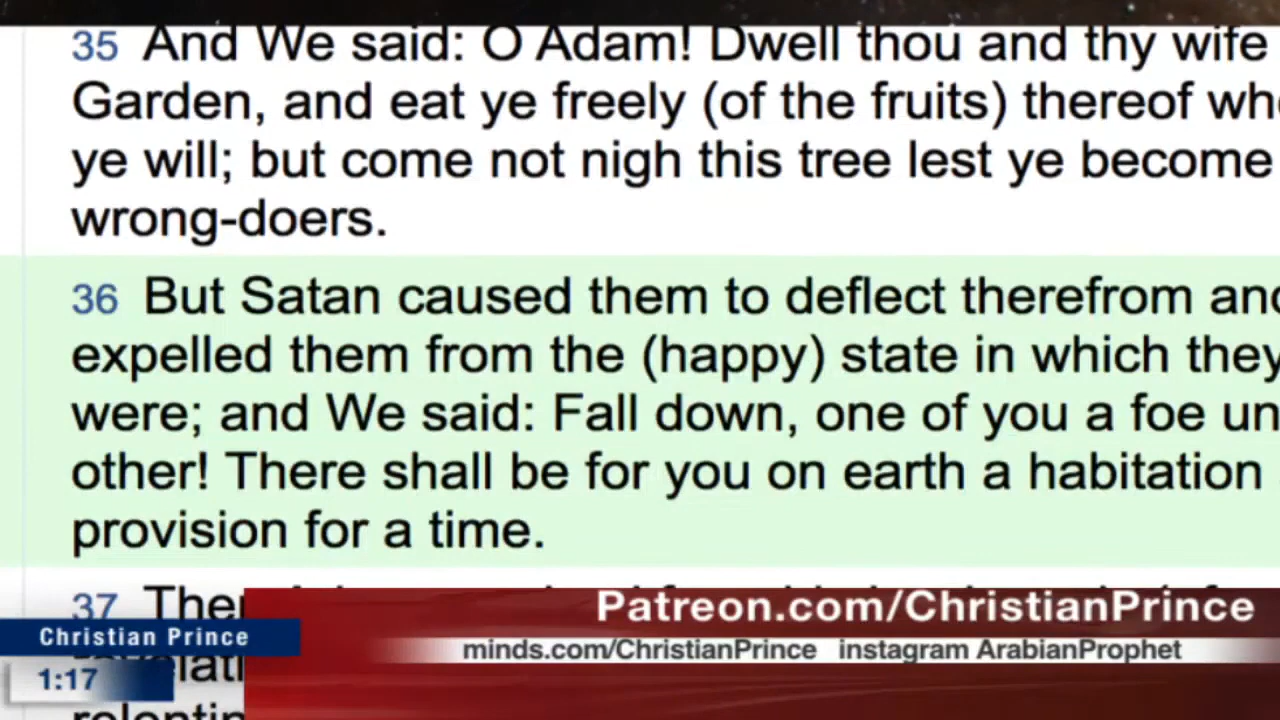 35 And We said: O Adam! Dwell thou and thy wife
Garden, and eat ye freely (of the fruits) thereof
ye will; but come not nigh this tree lest ye become
wrong-doers.
36 But Satan caused them to deflect therefrom
expelled them from the (happy) state in which they
were; and We said: Fall down, one of you a foe
other! There shall be for you on earth a habitation
provision for a time.
37
Patreon.com/ChristianPrince
Christian Prince
minds.com/ChristianPrince instagram ArabianProphet
1:17